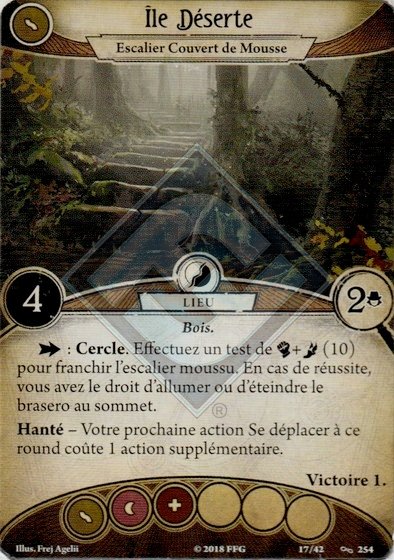 Île Déserte
Escalier Couvert de Mousse
4
LIEU
2
Bois.
: Cercle. Effectuez un test de + (10)
pour franchir l'escalier moussu. En cas de réussite,
vous avez le droit d'allumer ou d'éteindre le
brasero au sommet.
®
Hanté – Votre prochaine action Se déplacer à ce
round coûte 1 action supplémentaire.
Victoire 1.
Illus. Frej Agelii
© 2018 FFG
17/42
254